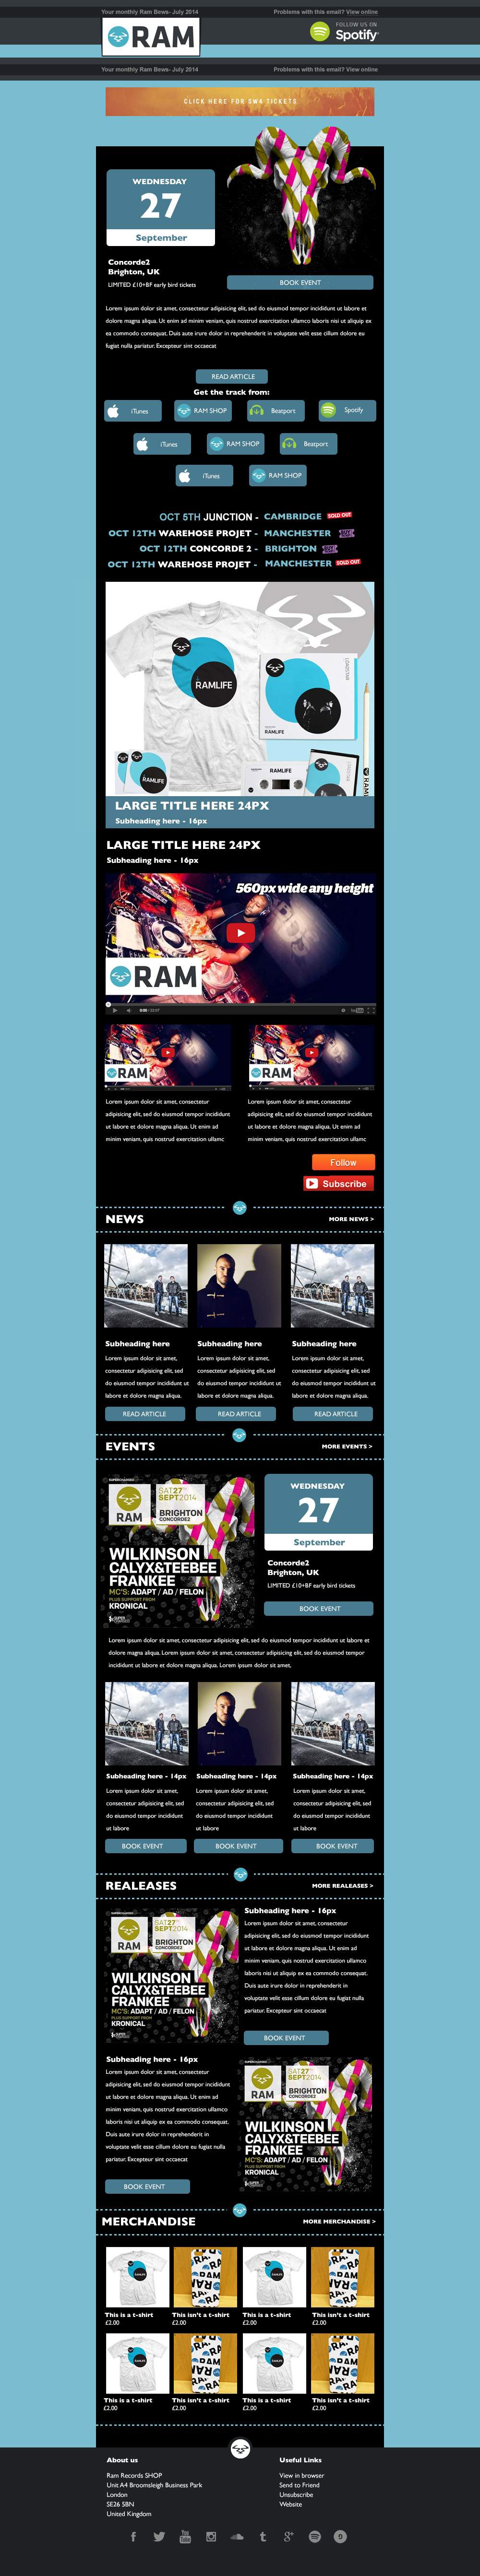 Your monthly Ram Bews- July 2014 Problems with this email? View online
RAM
FOLLOW US ON
Spotify
Your monthly Ram Bews- July 2014 Problems with this email? View online
CLICK HERE FOR SW4 TICKETS
WEDNESDAY
27
September
Concorde2
Brighton, UK
LIMITED £10+BF early bird tickets
BOOK EVENT
Lorem ipsum dolor sit amet, consectetur adipisicing elit, sed do eiusmod tempor incididunt ut labore et
dolore magna aliqua. Ut enim ad minim veniam, quis nostrud exercitation ullamco laboris nisi ut aliquip ex
ea commodo consequat. Duis aute irure dolor in reprehenderit in voluptate velit esse cillum dolore eu
fugiat nulla pariatur. Excepteur sint occaecat
READ ARTICLE
Get the track from:
iTunes RAM SHOP Beatport Spotify
iTunes RAM SHOP Beatport
iTunes RAM SHOP
OCT 5TH JUNCTION - CAMBRIDGE SOLD OUT
OCT 12TH WAREHOSE PROJET - MANCHESTER
OCT 12TH CONCORDE 2 - BRIGHTON
OCT 12TH WAREHOSE PROJET - MANCHESTER SOLD OUT
RAMLIFE
RAMLIFE
RAMLIFE
LARGE TITLE HERE 24PX
Subheading here - 16px
LARGE TITLE HERE 24PX
Subheading here - 16px
560px wide any height
RAM
RAM RAM
Lorem ipsum dolor sit amet, consectetur
adipisicing elit, sed do eiusmod tempor incididunt
ut labore et dolore magna aliqua. Ut enim ad
minim veniam, quis nostrud exercitation ullamc
Lorem ipsum dolor sit amet, consectetur
adipisicing elit, sed do eiusmod tempor incididunt
ut labore et dolore magna aliqua. Ut enim ad
minim veniam, quis nostrud exercitation ullamc
Follow
Subscribe
NEWS MORE NEWS >
Subheading here
Lorem ipsum dolor sit amet,
consectetur adipisicing elit, sed
do eiusmod tempor incididunt ut
labore et dolore magna aliqua.
READ ARTICLE
Subheading here
Lorem ipsum dolor sit amet,
consectetur adipisicing elit, sed
do eiusmod tempor incididunt ut
labore et dolore magna aliqua.
READ ARTICLE
Subheading here
Lorem ipsum dolor sit amet,
consectetur adipisicing elit, sed
do eiusmod tempor incididunt ut
labore et dolore magna aliqua.
READ ARTICLE
EVENTS MORE EVENTS >
SUPERCHARGED
RAM
SAT 27TH
SEPT 2014
BRIGHTON
CONCORDE2
WILKINSON
CALYX&TEEBEE
FRANKEE
MC'S: ADAPT / AD / FELON
PLUS SUPPORT FROM
KRONICAL
WEDNESDAY
27
September
Concorde2
Brighton, UK
LIMITED £10+BF early bird tickets
BOOK EVENT
Lorem ipsum dolor sit amet, consectetur adipisicing elit, sed do eiusmod tempor incididunt ut labore et
dolore magna aliqua. Lorem ipsum dolor sit amet, consectetur adipisicing elit, sed do eiusmod tempor
incididunt ut labore et dolore magna aliqua. Lorem ipsum dolor sit amet,
Subheading here - 14px
Lorem ipsum dolor sit amet,
consectetur adipisicing elit, sed
do eiusmod tempor incididunt
ut labore
BOOK EVENT
Subheading here - 14px
Lorem ipsum dolor sit amet,
consectetur adipisicing elit, sed
do eiusmod tempor incididunt
ut labore
BOOK EVENT
Subheading here - 14px
Lorem ipsum dolor sit amet,
consectetur adipisicing elit, sed
do eiusmod tempor incididunt
ut labore
BOOK EVENT
REALEASES MORE REALEASES >
RAM
SAT 27TH
SEPT 2014
BRIGHTON
CONCORDE2
WILKINSON
CALYX&TEEBEE
FRANKEE
MC'S: ADAPT / AD / FELON
PLUS SUPPORT FROM
KRONICAL
Subheading here - 16px
Lorem ipsum dolor sit amet, consectetur
adipisicing elit, sed do eiusmod tempor incididunt
ut labore et dolore magna aliqua. Ut enim ad
minim veniam, quis nostrud exercitation ullamco
laboris nisi ut aliquip ex ea commodo consequat.
Duis aute irure dolor in reprehenderit in
voluptate velit esse cillum dolore eu fugiat nulla
pariatur. Excepteur sint occaecat
BOOK EVENT
Subheading here - 16px
Lorem ipsum dolor sit amet, consectetur
adipisicing elit, sed do eiusmod tempor incididunt
ut labore et dolore magna aliqua. Ut enim ad
minim veniam, quis nostrud exercitation ullamco
laboris nisi ut aliquip ex ea commodo consequat.
Duis aute irure dolor in reprehenderit in
voluptate velit esse cillum dolore eu fugiat nulla
pariatur. Excepteur sint occaecat
BOOK EVENT
RAM
SAT 27TH
SEPT 2014
BRIGHTON
CONCORDE2
WILKINSON
CALYX&TEEBEE
FRANKEE
MC'S: ADAPT / AD / FELON
PLUS SUPPORT FROM
KRONICAL
MERCHANDISE MORE MERCHANDISE >
This is a t-shirt This isn't a t-shirt This is a t-shirt This isn't a t-shirt
£2.00 £2.00 £2.00 £2.00
This is a t-shirt This isn't a t-shirt This is a t-shirt This isn't a t-shirt
£2.00 £2.00 £2.00 £2.00
About us
Ram Records SHOP
Unit A4 Broomsleigh Business Park
London
SE26 5BN
United Kingdom
Useful Links
View in browser
Send to Friend
Unsubscribe
Website